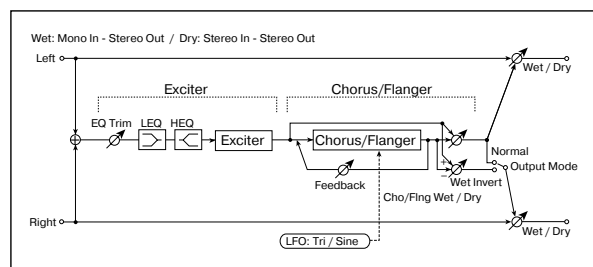 Wet: Mono In - Stereo Out / Dry: Stereo In - Stereo Out
Left
Wet / Dry
Exciter
Chorus/Flanger
EQ Trim
LEQ
HEQ
Exciter
Chorus/Flanger
Normal
Output Mode
+
−
Wet Invert
Feedback
Cho/Flng Wet / Dry
Right
Wet / Dry
LFO: Tri / Sine